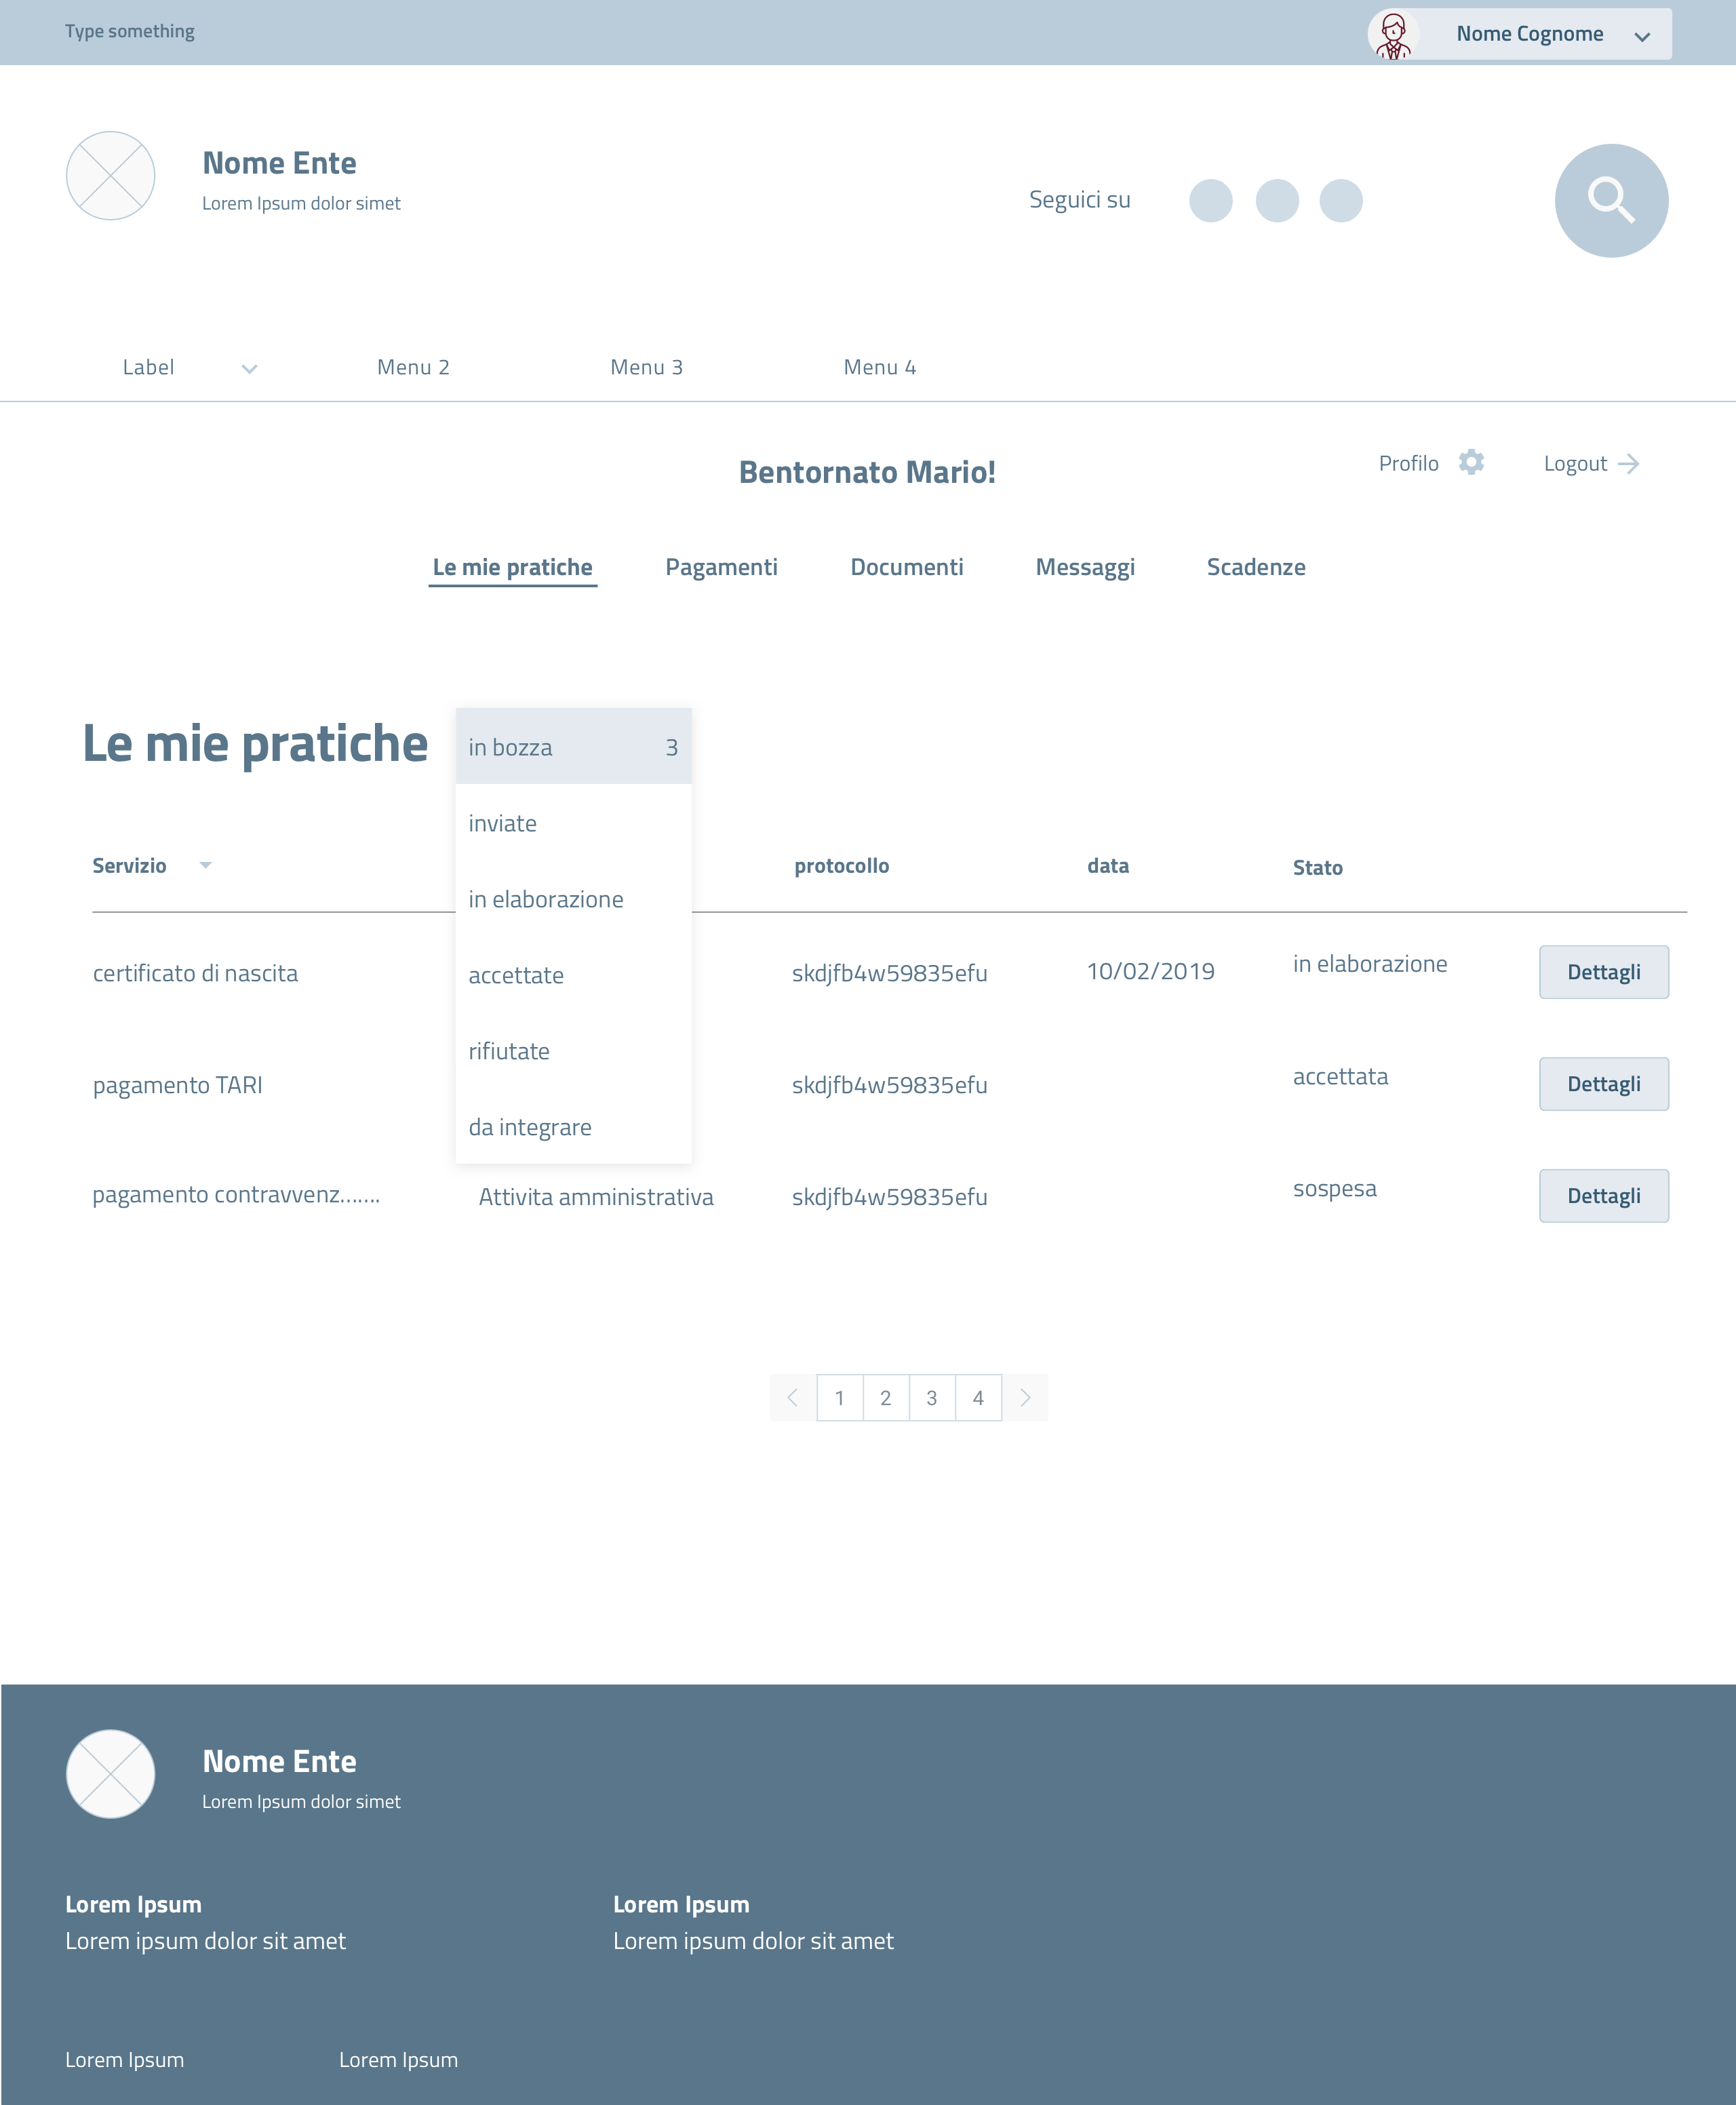 Type something
Nome Cognome
Nome Ente
Lorem Ipsum dolor simet
Seguici su
Label
Menu 2
Menu 3
Menu 4
Bentornato Mario!
Profilo
Logout
Le mie pratiche
Pagamenti
Documenti
Messaggi
Scadenze
Le mie pratiche
in bozza 3
inviate
in elaborazione
accettate
rifiutate
da integrare
Servizio
protocollo
data
Stato
certificato di nascita
skdjfb4w59835efu
10/02/2019
in elaborazione
Dettagli
pagamento TARI
skdjfb4w59835efu
accettata
Dettagli
pagamento contravvenz.......
Attivita amministrativa
skdjfb4w59835efu
sospesa
Dettagli
1 2 3 4
Nome Ente
Lorem Ipsum dolor simet
Lorem Ipsum
Lorem ipsum dolor sit amet
Lorem Ipsum
Lorem ipsum dolor sit amet
Lorem Ipsum
Lorem Ipsum